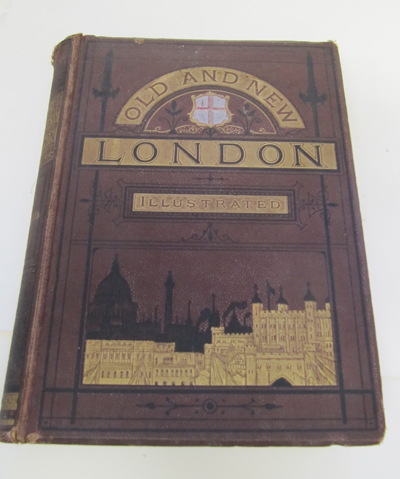 OLD AND NEW
LONDON
ILLUSTRATED